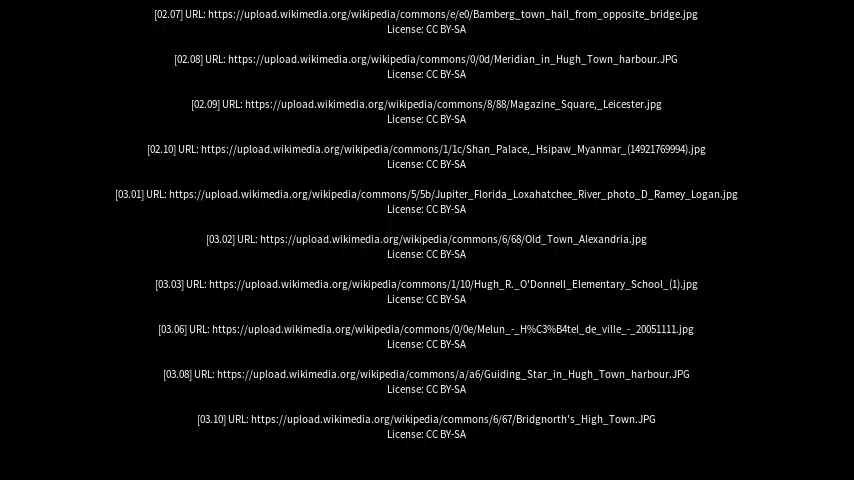 [02.07] URL: https://upload.wikimedia.org/wikipedia/commons/e/e0/Bamberg_town_hall_from_opposite_bridge.jpg
License: CC BY-SA
[02.08] URL: https://upload.wikimedia.org/wikipedia/commons/0/0d/Meridian_in_Hugh_Town_harbour.JPG
License: CC BY-SA
[02.09] URL: https://upload.wikimedia.org/wikipedia/commons/8/88/Magazine_Square,_Leicester.jpg
License: CC BY-SA
[02.10] URL: https://upload.wikimedia.org/wikipedia/commons/1/1c/Shan_Palace,_Hsipaw_Myanmar_(14921769994).jpg
License: CC BY-SA
[03.01] URL: https://upload.wikimedia.org/wikipedia/commons/5/5b/Jupiter_Florida_Loxahatchee_River_photo_D_Ramey_Logan.jpg
License: CC BY-SA
[03.02] URL: https://upload.wikimedia.org/wikipedia/commons/6/68/Old_Town_Alexandria.jpg
License: CC BY-SA
[03.03] URL: https://upload.wikimedia.org/wikipedia/commons/1/10/Hugh_R._O'Donnell_Elementary_School_(1).jpg
License: CC BY-SA
[03.06] URL: https://upload.wikimedia.org/wikipedia/commons/0/0e/Melun_-_H%C3%B4tel_de_ville_-_20051111.jpg
License: CC BY-SA
[03.08] URL: https://upload.wikimedia.org/wikipedia/commons/a/a6/Guiding_Star_in_Hugh_Town_harbour.JPG
License: CC BY-SA
[03.10] URL: https://upload.wikimedia.org/wikipedia/commons/6/67/Bridgnorth's_High_Town.JPG
License: CC BY-SA